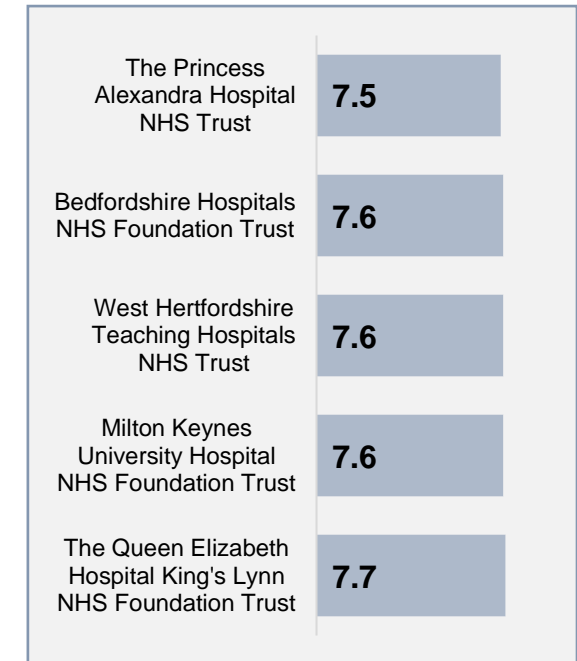 The Princess
Alexandra Hospital
NHS Trust
7.5
Bedfordshire Hospitals
NHS Foundation Trust
7.6
West Hertfordshire
Teaching Hospitals
NHS Trust
7.6
Milton Keynes
University Hospital
NHS Foundation Trust
7.6
The Queen Elizabeth
Hospital King's Lynn
NHS Foundation Trust
7.7